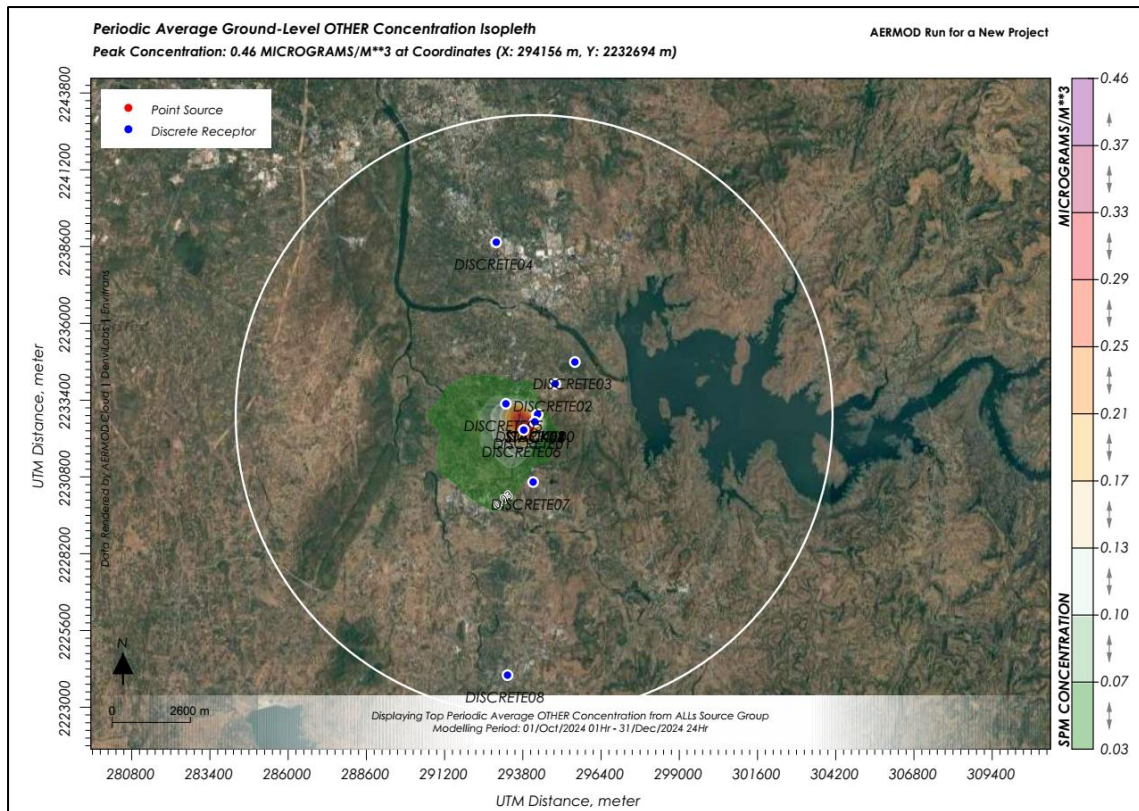 Periodic Average Ground-Level OTHER Concentration Isopleth
Peak Concentration: 0.46 MICROGRAMS/M**3 at Coordinates (X: 294156 m, Y: 2232694 m)
AERMOD Run for a New Project
Point Source
Discrete Receptor
UTM Distance, meter
2243800
2241200
2238600
2236000
2233400
2230800
2228200
2225600
2223000
Data Rendered by AERMOD Cloud | DenviLabs | Envitrans
DISCRETE04
DISCRETE03
DISCRETE02
DISCRETE01
DISCRETE06
DISCRETE07
DISCRETE08
N
0 2600 m
Displaying Top Periodic Average OTHER Concentration from ALLs Source Group
Modelling Period: 01/Oct/2024 01Hr - 31/Dec/2024 24Hr
280800 283400 286000 288600 291200 293800 296400 299000 301600 304200 306800 309400
UTM Distance, meter
MICROGRAMS/M**3
SPM CONCENTRATION
0.46
0.37
0.33
0.29
0.25
0.21
0.17
0.13
0.10
0.07
0.03